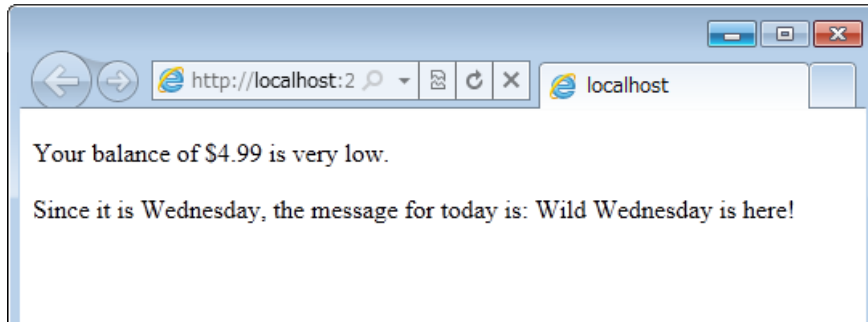 http://localhost:2
localhost
Your balance of $4.99 is very low.
Since it is Wednesday, the message for today is: Wild Wednesday is here!